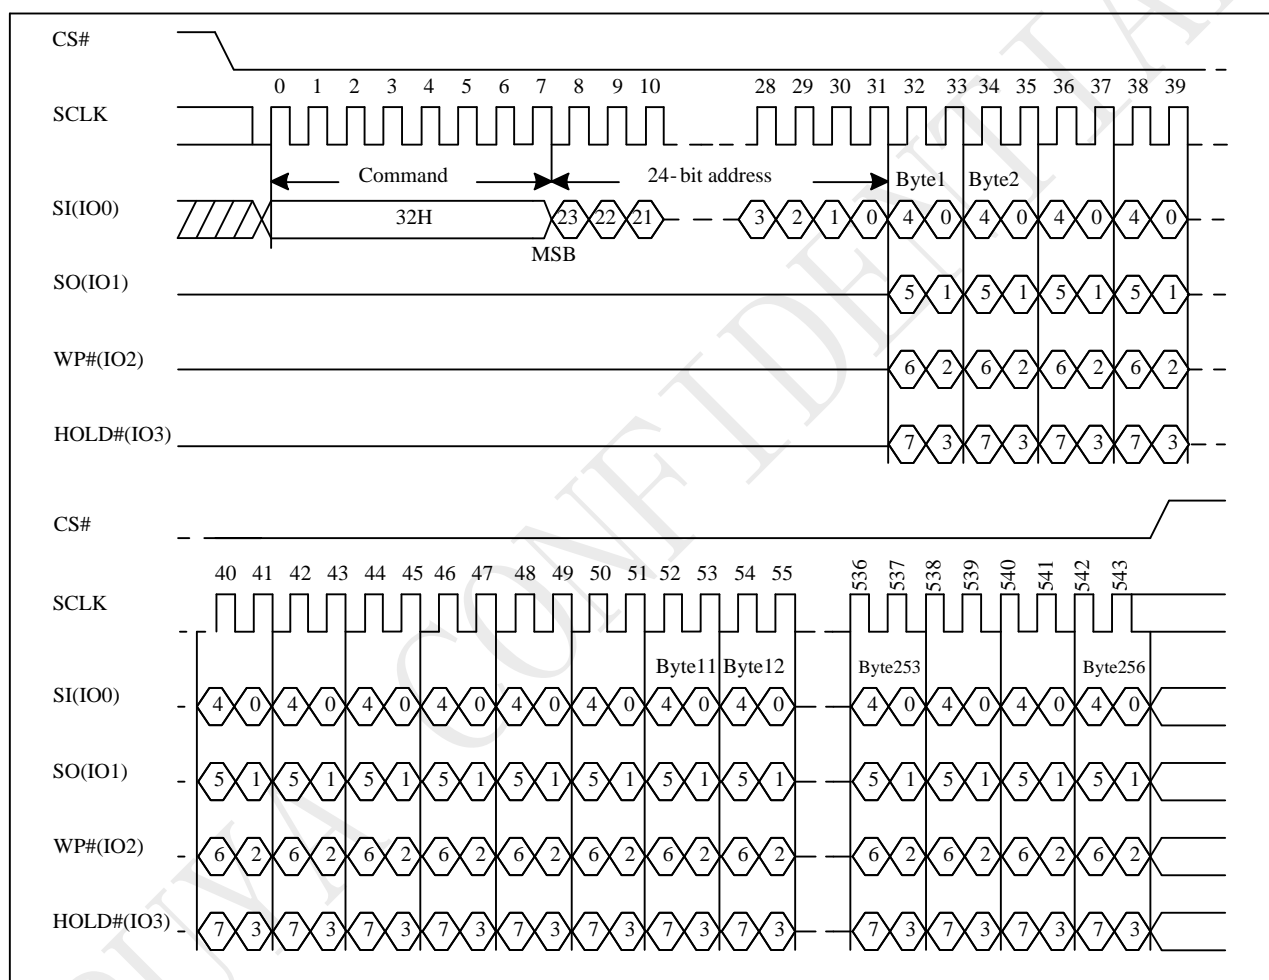 CS#
0 1 2 3 4 5 6 7 8 9 10 28 29 30 31 32 33 34 35 36 37 38 39
SCLK
Command 24-bit address Byte1 Byte2
SI(IO0) 32H 23 22 21 3 2 1 0 4 0 4 0 4 0 4 0
MSB
SO(IO1) 5 1 5 1 5 1 5 1
WP#(IO2) 6 2 6 2 6 2 6 2
HOLD#(IO3) 7 3 7 3 7 3 7 3
CS#
40 41 42 43 44 45 46 47 48 49 50 51 52 53 54 55 536 537 538 539 540 541 542 543
SCLK
Byte11 Byte12 Byte253 Byte256
SI(IO0) 4 0 4 0 4 0 4 0 4 0 4 0 4 0 4 0 4 0 4 0 4 0 4 0
SO(IO1) 5 1 5 1 5 1 5 1 5 1 5 1 5 1 5 1 5 1 5 1 5 1 5 1
WP#(IO2) 6 2 6 2 6 2 6 2 6 2 6 2 6 2 6 2 6 2 6 2 6 2 6 2
HOLD#(IO3) 7 3 7 3 7 3 7 3 7 3 7 3 7 3 7 3 7 3 7 3 7 3 7 3
PUYA CONFIDENTIAL